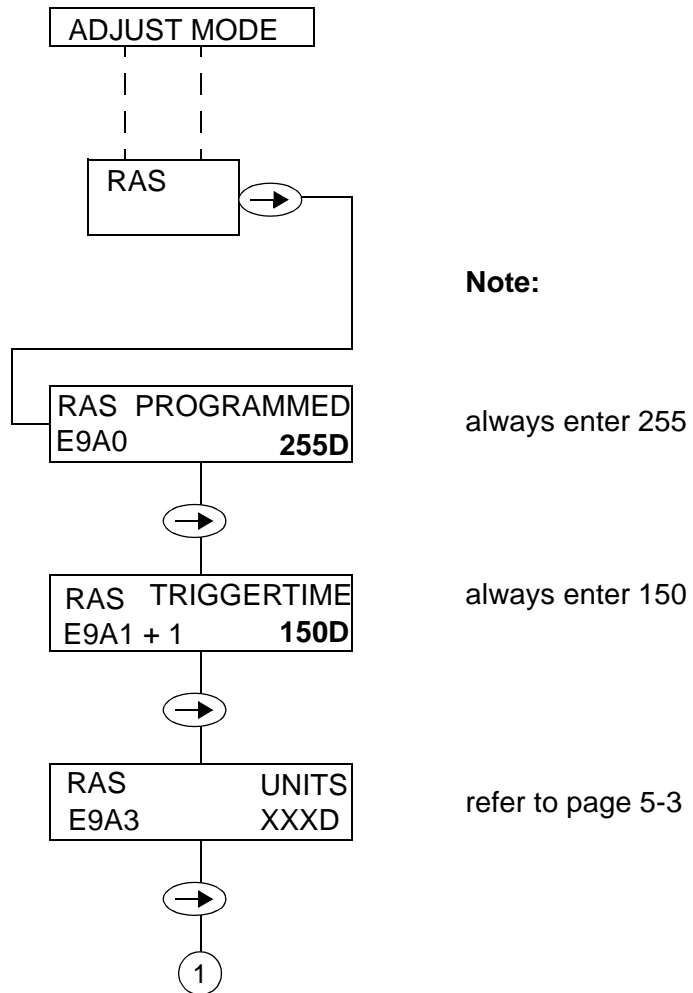 ADJUST MODE
RAS
Note:
RAS PROGRAMMED
E9A0 255D
always enter 255
RAS TRIGGERTIME
E9A1 + 1 150D
always enter 150
RAS UNITS
E9A3 XXXD
refer to page 5-3
1